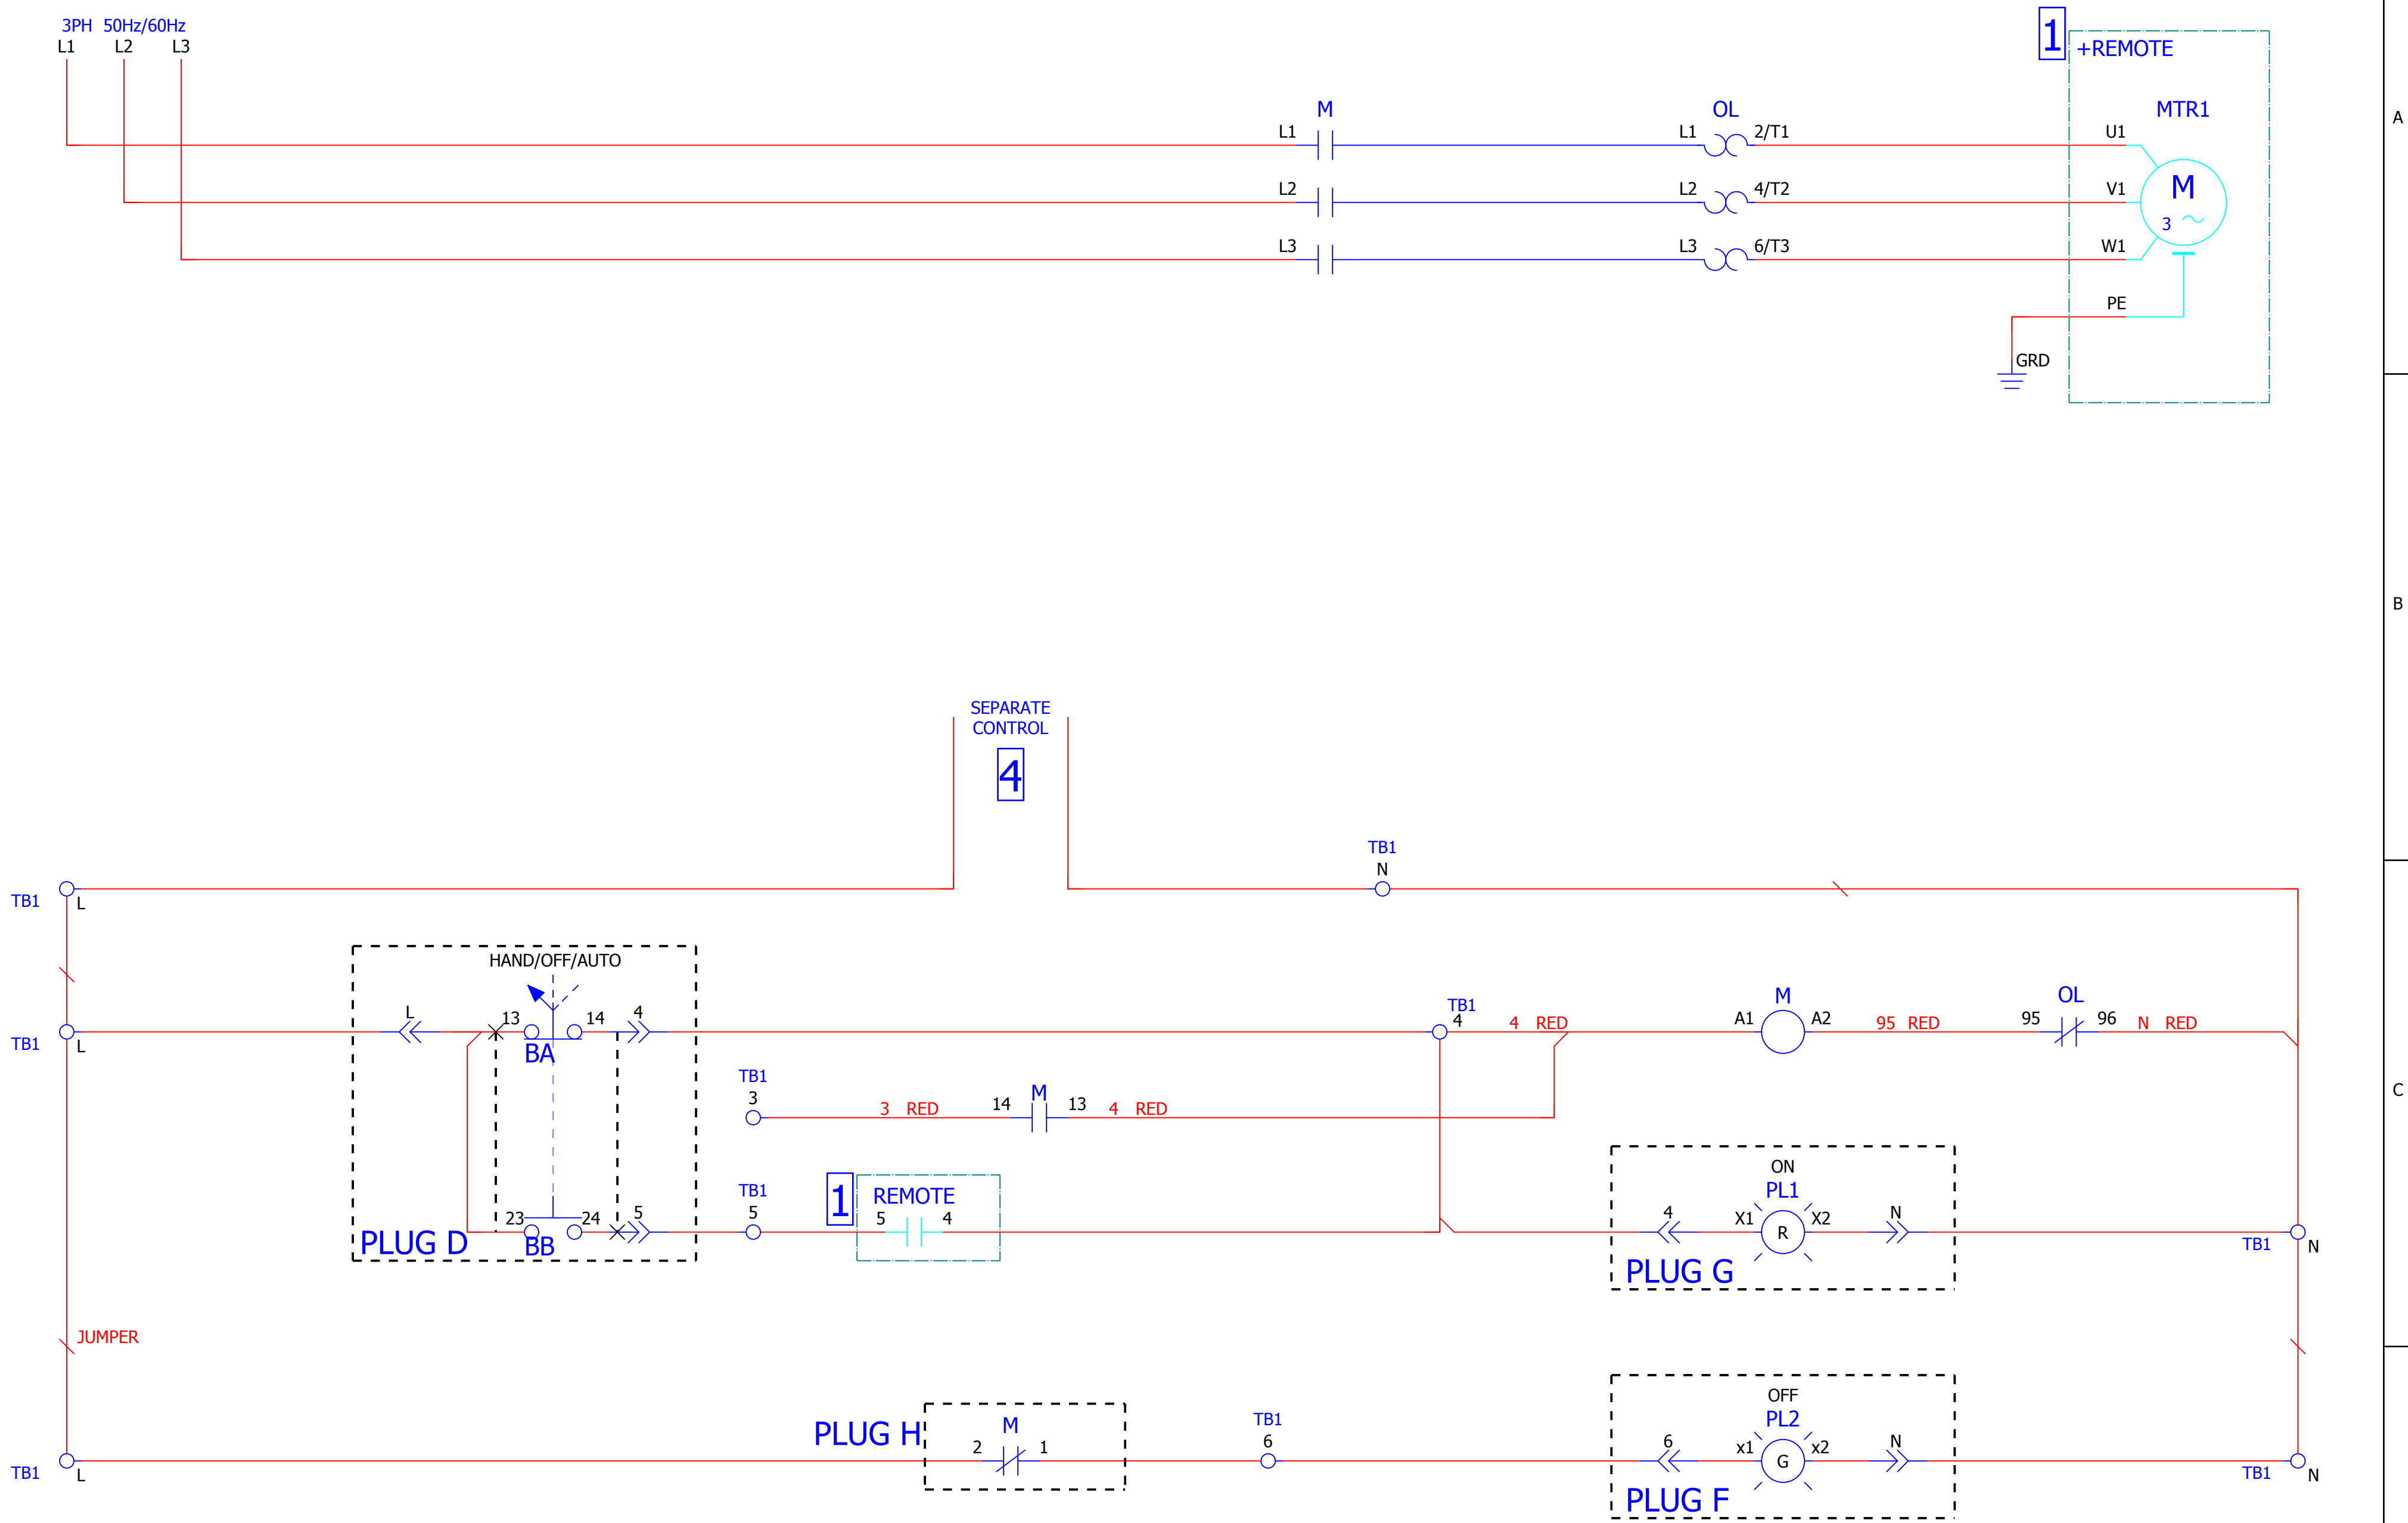 3PH 50Hz/60Hz
L1 L2 L3
1
+REMOTE
M OL MTR1
A
L1 L1 2/T1 U1
L2 L2 4/T2 V1
M
3
L3 L3 6/T3 W1
PE
GRD
B
SEPARATE
CONTROL
4
TB1
N
TB1 L
HAND/OFF/AUTO
L 13 14 4
TB1
4
4 RED
M
A1 A2
95 RED
OL
95 96
N RED
TB1 L
BA
C
TB1
3
3 RED
M
14 13
4 RED
TB1
5
1
REMOTE
5 4
23 24 5
BB
PLUG D
ON
PL1
4 X1 R X2 N
PLUG G
TB1 N
JUMPER
PLUG H
M
2 1
TB1
6
OFF
PL2
6 x1 G x2 N
PLUG F
TB1 L
TB1 N